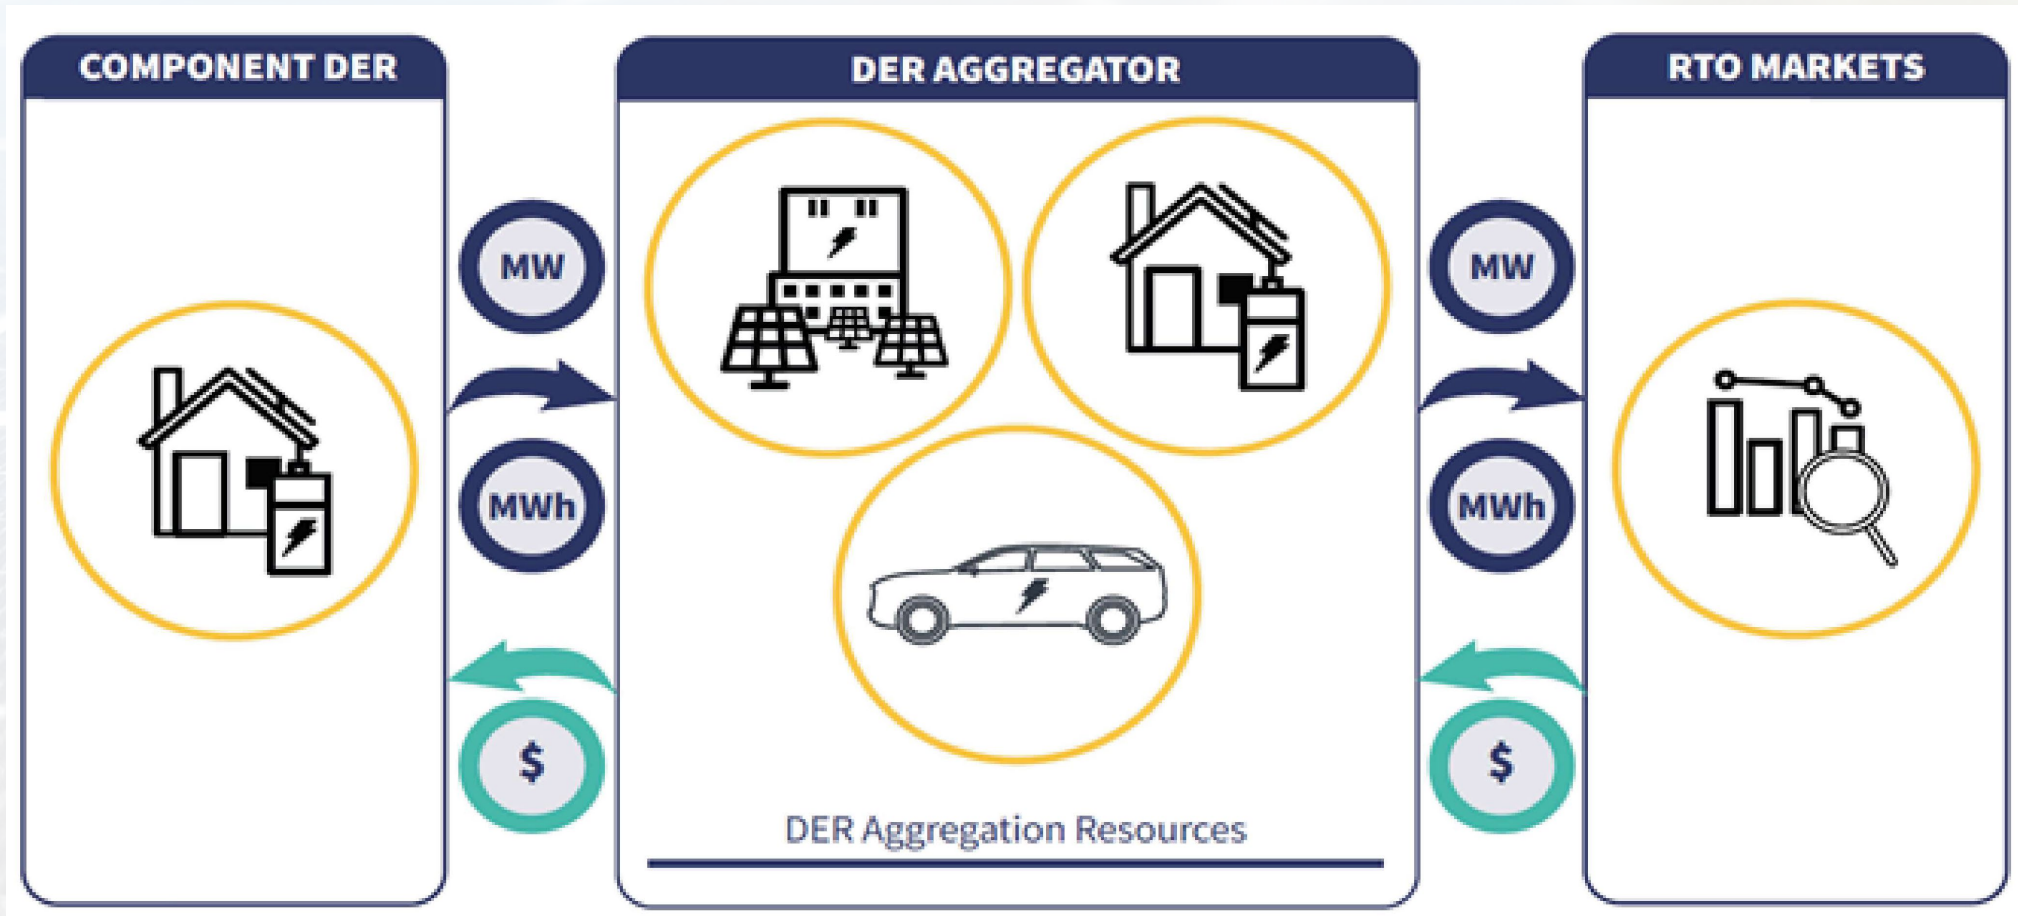 COMPONENT DER
DER AGGREGATOR
RTO MARKETS
MW
MWh
$
MW
MWh
$
DER Aggregation Resources